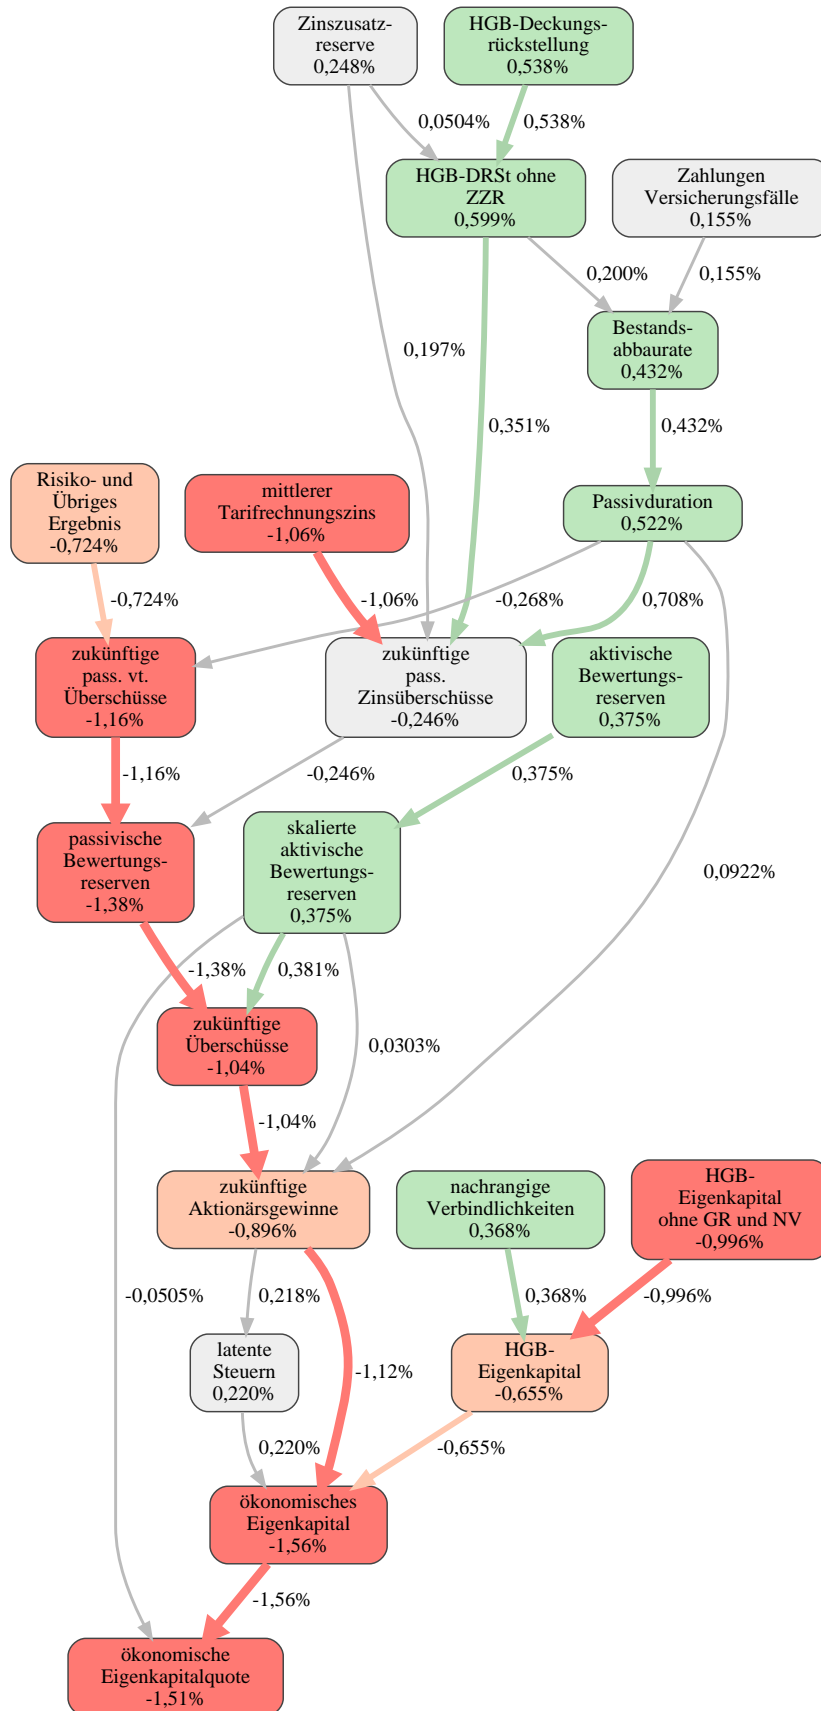 Zinszusatz-
reserve
0,248%
HGB-Deckungs-
rückstellung
0,538%
0,0504%
0,538%
HGB-DRSt ohne
ZZR
0,599%
Zahlungen
Versicherungsfälle
0,155%
0,200%
0,155%
Bestands-
abbaurate
0,432%
0,197%
0,351%
0,432%
Risiko- und
Übriges
Ergebnis
-0,724%
mittlerer
Tarifrechnungszins
-1,06%
Passivduration
0,522%
-0,724%
-1,06%
-0,268%
0,708%
zukünftige
pass. vt.
Überschüsse
-1,16%
zukünftige
pass.
Zinsüberschüsse
-0,246%
aktivische
Bewertungs-
reserven
0,375%
-1,16%
-0,246%
0,375%
passivische
Bewertungs-
reserven
-1,38%
skalierte
aktivische
Bewertungs-
reserven
0,375%
0,0922%
-1,38%
0,381%
zukünftige
Überschüsse
-1,04%
0,0303%
-1,04%
zukünftige
Aktionärsgewinne
-0,896%
nachrangige
Verbindlichkeiten
0,368%
HGB-
Eigenkapital
ohne GR und NV
-0,996%
-0,0505%
0,218%
0,368%
-0,996%
latente
Steuern
0,220%
-1,12%
HGB-
Eigenkapital
-0,655%
0,220%
-0,655%
ökonomisches
Eigenkapital
-1,56%
-1,56%
ökonomische
Eigenkapitalquote
-1,51%